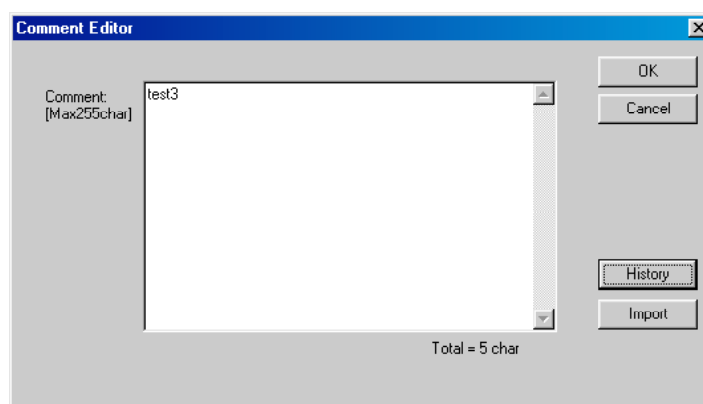 Comment Editor
OK
Comment:
[Max255char]
test3
Cancel
History
Import
Total = 5 char